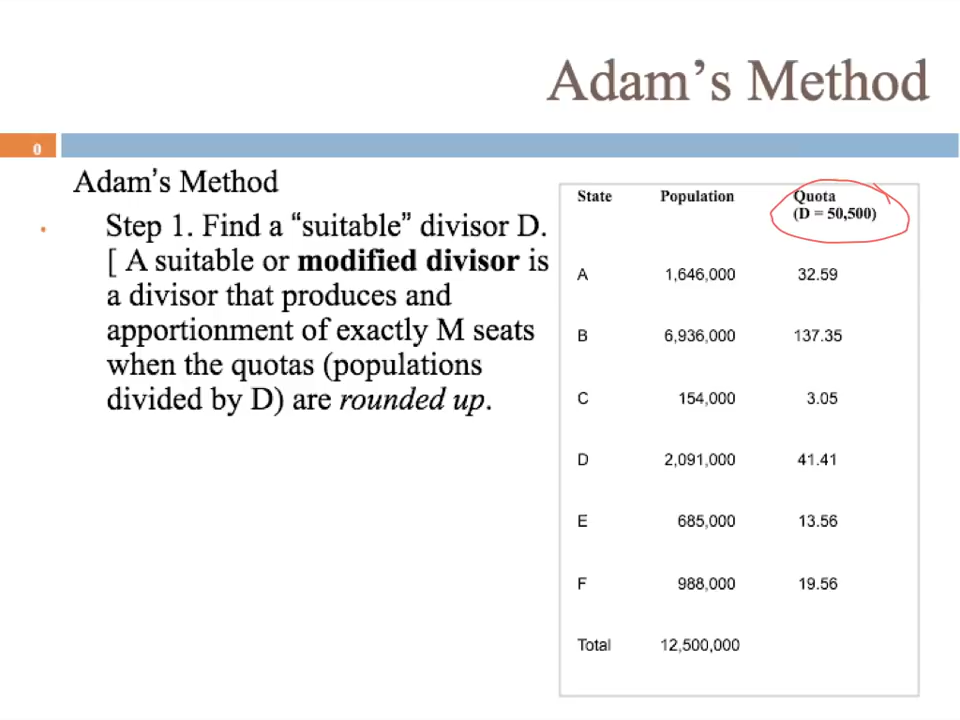 Adam's Method
0
Adam's Method
Step 1. Find a “suitable” divisor D.
[ A suitable or modified divisor is
a divisor that produces and
apportionment of exactly M seats
when the quotas (populations
divided by D) are rounded up.
State Population Quota
(D = 50,500)
A 1,646,000 32.59
B 6,936,000 137.35
C 154,000 3.05
D 2,091,000 41.41
E 685,000 13.56
F 988,000 19.56
Total 12,500,000